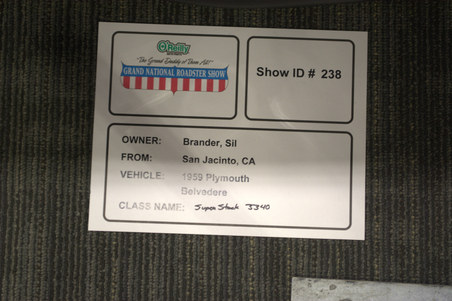 O'Reilly
"The Grand Daddy of Them All"
GRAND NATIONAL ROADSTER SHOW
Show ID # 238
OWNER: Brander, Sil
FROM: San Jacinto, CA
VEHICLE: 1959 Plymouth
Belvedere
CLASS NAME: Super Stock 3340